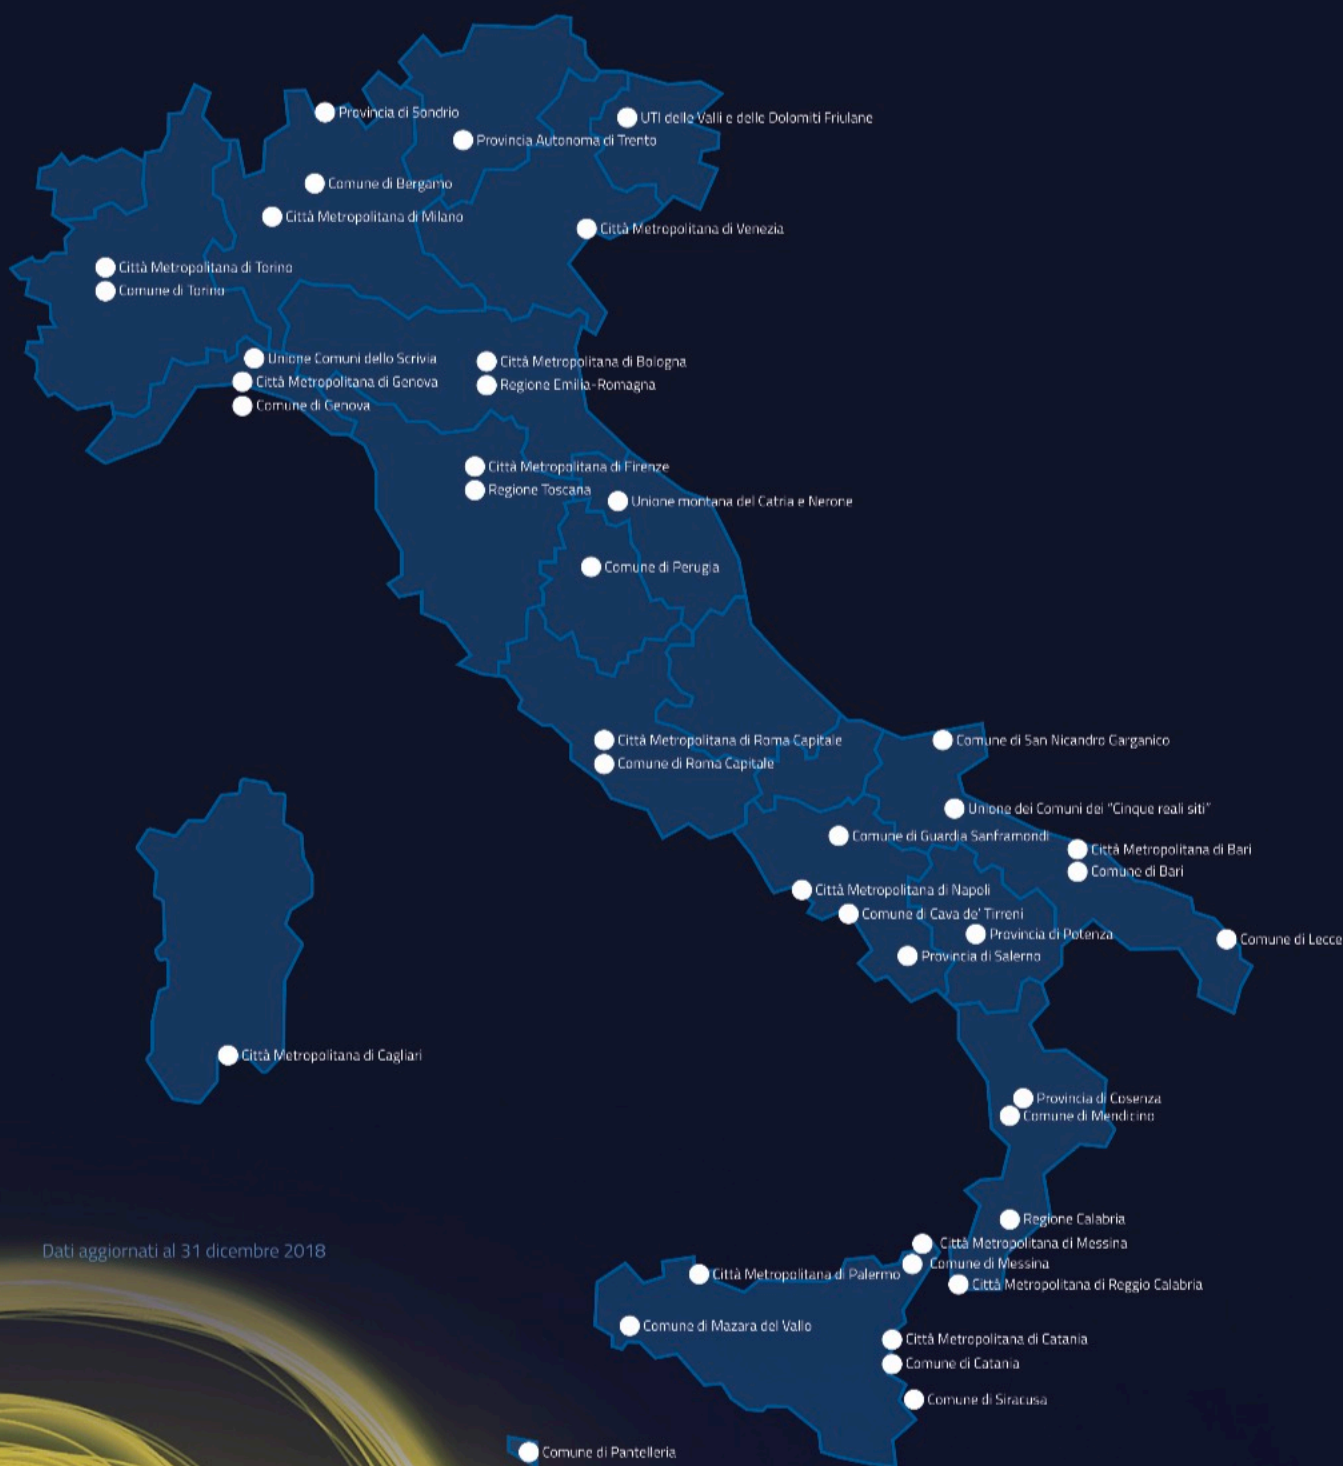 Provincia di Sondrio
UTI delle Valli e delle Dolomiti Friulane
Provincia Autonoma di Trento
Comune di Bergamo
Città Metropolitana di Milano
Città Metropolitana di Venezia
Città Metropolitana di Torino
Comune di Torino
Unione Comuni dello Scrivia
Città Metropolitana di Bologna
Città Metropolitana di Genova
Regione Emilia-Romagna
Comune di Genova
Città Metropolitana di Firenze
Regione Toscana
Unione montana del Catria e Nerone
Comune di Perugia
Città Metropolitana di Roma Capitale
Comune di San Nicandro Garganico
Comune di Roma Capitale
Unione dei Comuni dei "Cinque reali siti"
Comune di Guardia Sanframondi
Città Metropolitana di Bari
Comune di Bari
Città Metropolitana di Napoli
Comune di Cava de' Tirreni
Provincia di Potenza
Comune di Lecce
Provincia di Salerno
Città Metropolitana di Cagliari
Provincia di Cosenza
Comune di Mendicino
Regione Calabria
Città Metropolitana di Messina
Dati aggiornati al 31 dicembre 2018
Comune di Messina
Città Metropolitana di Palermo
Città Metropolitana di Reggio Calabria
Comune di Mazara del Vallo
Città Metropolitana di Catania
Comune di Catania
Comune di Siracusa
Comune di Pantelleria